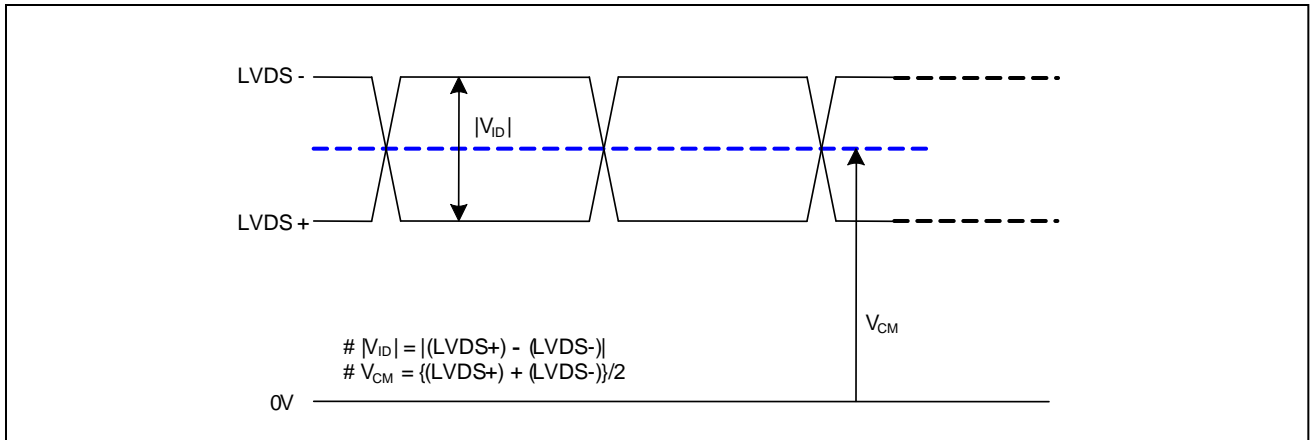 LVDS -
|VID|
LVDS +
VCM
# |VID| = |(LVDS+) - (LVDS-)|
# VCM = {(LVDS+) + (LVDS-)}/2
0V